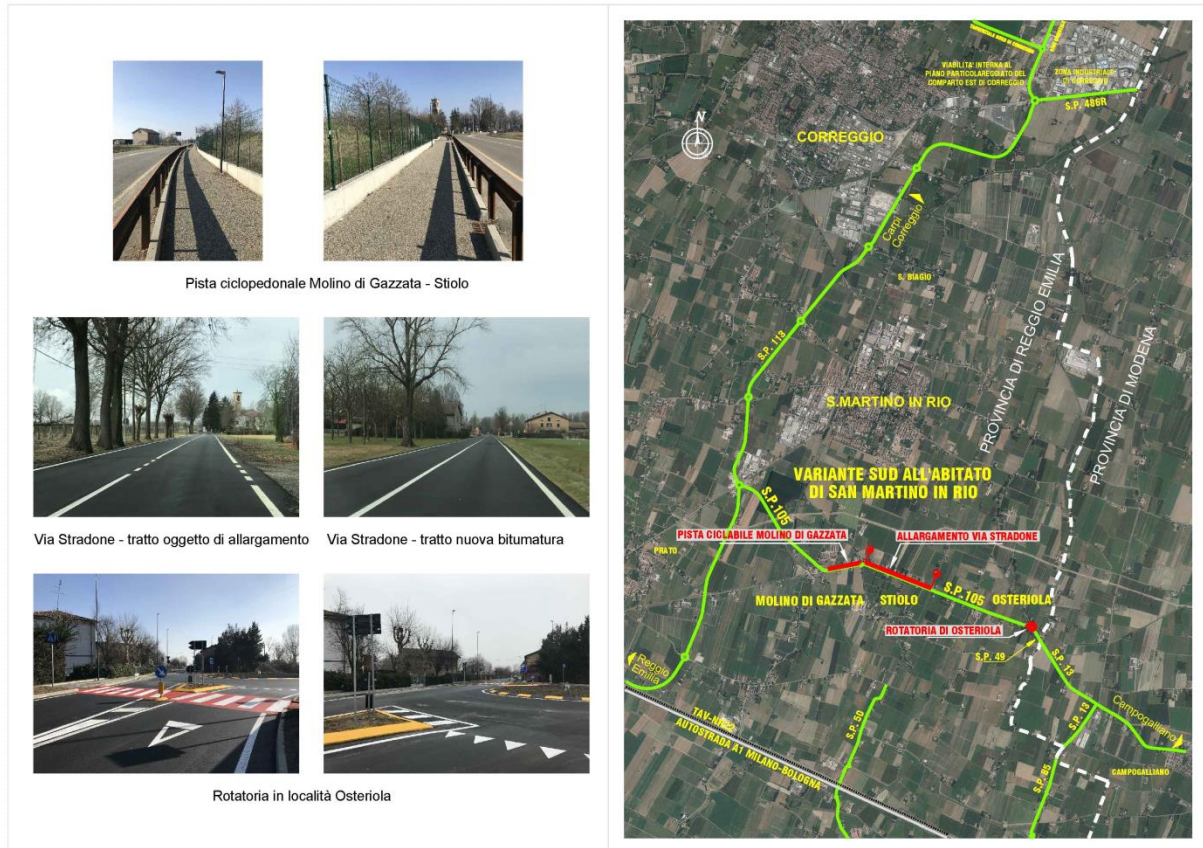 Pista ciclopedonale Molino di Gazzata - Stiolo
Via Stradone - tratto oggetto di allargamento
Via Stradone - tratto nuova bitumatura
Rotatoria in località Osteriola
VIABILITA' INTERNA AL
PIANO PARTICOLAREGGIATO DEL
COMPARTO EST DI CORREGGIO
ZONA INDUSTRIALE
DI CORREGGIO
S.P. 486R
N
CORREGGIO
Carpi
Correggio
S. BIAGIO
S.P. 113
PROVINCIA DI REGGIO EMILIA
PROVINCIA DI MODENA
S.MARTINO IN RIO
VARIANTE SUD ALL'ABITATO
DI SAN MARTINO IN RIO
S.P.105
PISTA CICLABILE MOLINO DI GAZZATA
ALLARGAMENTO VIA STRADONE
PRATO
MOLINO DI GAZZATA
STIOLO
S.P.105
OSTERIOLA
ROTATORIA DI OSTERIOLA
S.P. 49
S.P. 13
Reggio
Emilia
Campogalliano
S.P. 13
TAV-
AUTOSTRADA A1 MILANO-BOLOGNA
S.P. 50
S.P. 85
CAMPOGALLIANO